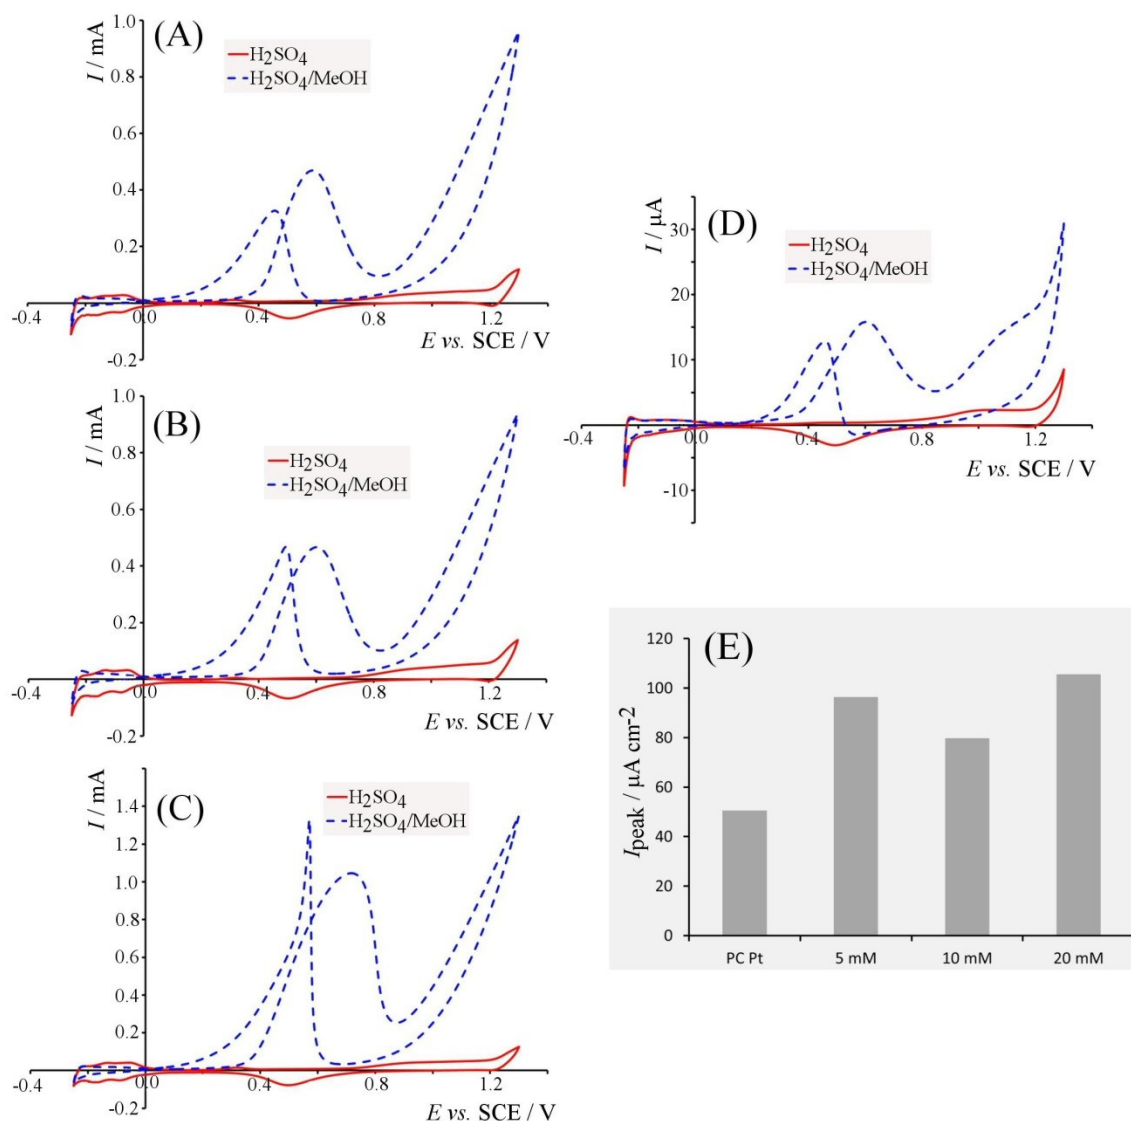 (A)
I / mA
H₂SO₄
H₂SO₄/MeOH
1.0
0.8
0.6
0.4
0.2
-0.2
-0.4
0.0
0.4
0.8
1.2
E vs. SCE / V
(B)
I / mA
H₂SO₄
H₂SO₄/MeOH
1.0
0.8
0.6
0.4
0.2
-0.2
-0.4
0.0
0.4
0.8
1.2
E vs. SCE / V
(C)
I / mA
H₂SO₄
H₂SO₄/MeOH
1.4
1.2
1.0
0.8
0.6
0.4
0.2
-0.2
-0.4
0.0
0.4
0.8
1.2
E vs. SCE / V
(D)
I / µA
H₂SO₄
H₂SO₄/MeOH
30
20
10
-10
-0.4
0.0
0.4
0.8
1.2
E vs. SCE / V
(E)
Ipeak / µA cm-2
120
100
80
60
40
20
0
PC Pt
5 mM
10 mM
20 mM